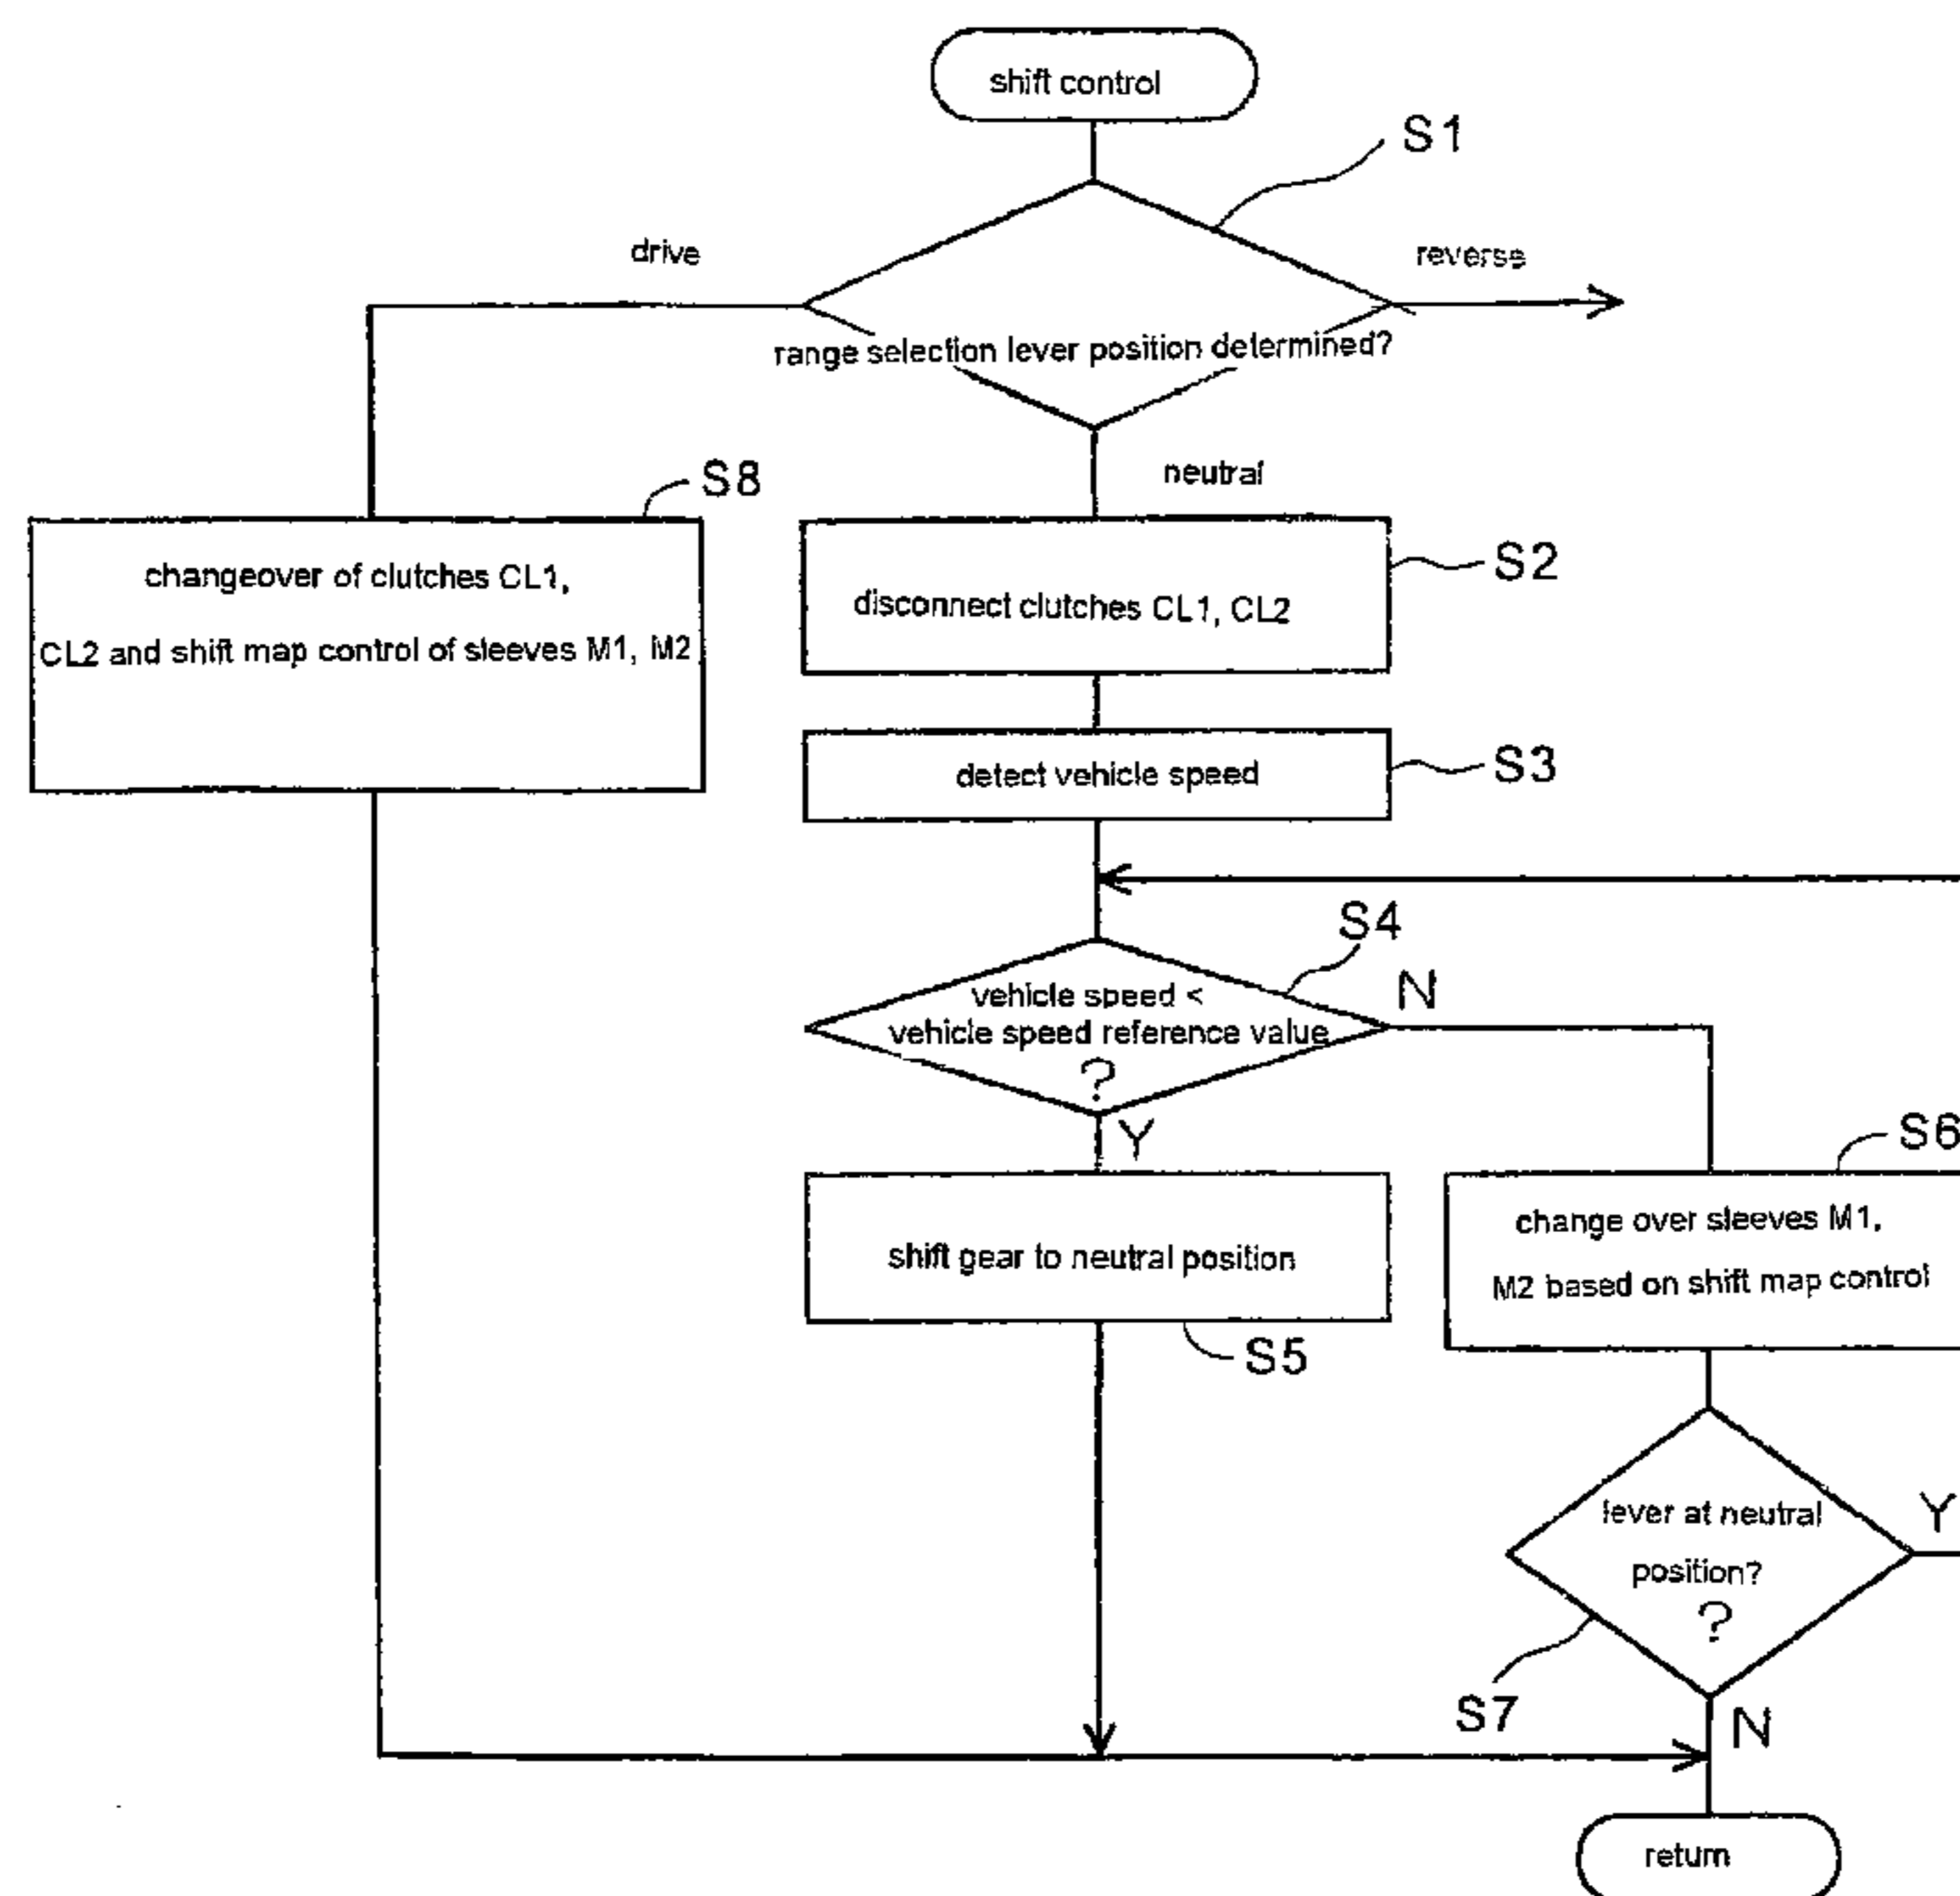 shift control
S1
drive
reverse
range selection lever position determined?
neutral
S8
changeover of clutches CL1,
CL2 and shift map control of sleeves M1, M2
S2
disconnect clutches CL1, CL2
S3
detect vehicle speed
S4
vehicle speed <
vehicle speed reference value
?
N
Y
S5
shift gear to neutral position
S6
change over sleeves M1,
M2 based on shift map control
lever at neutral
position?
?
Y
S7
N
return